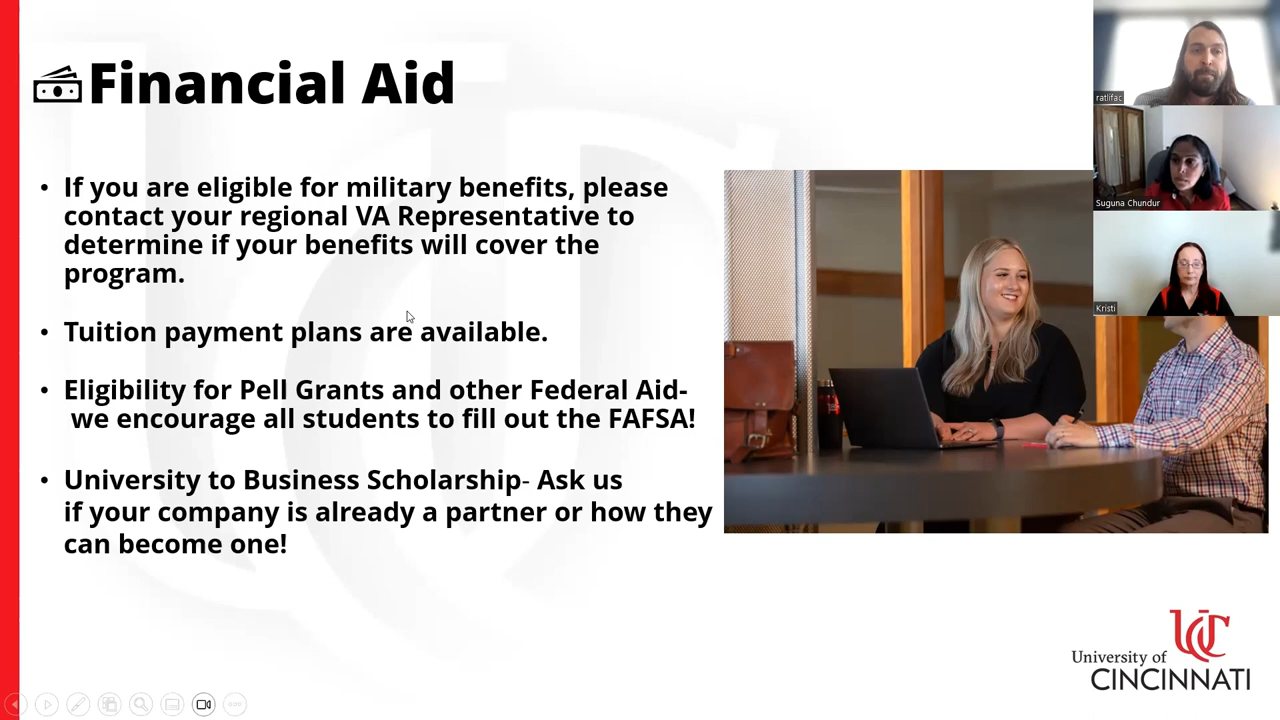 Financial Aid
• If you are eligible for military benefits, please
contact your regional VA Representative to
determine if your benefits will cover the
program.
• Tuition payment plans are available.
• Eligibility for Pell Grants and other Federal Aid-
we encourage all students to fill out the FAFSA!
• University to Business Scholarship- Ask us
if your company is already a partner or how they
can become one!
ratlifac
Suguna Chundur
Kristi
UC
University of
CINCINNATI